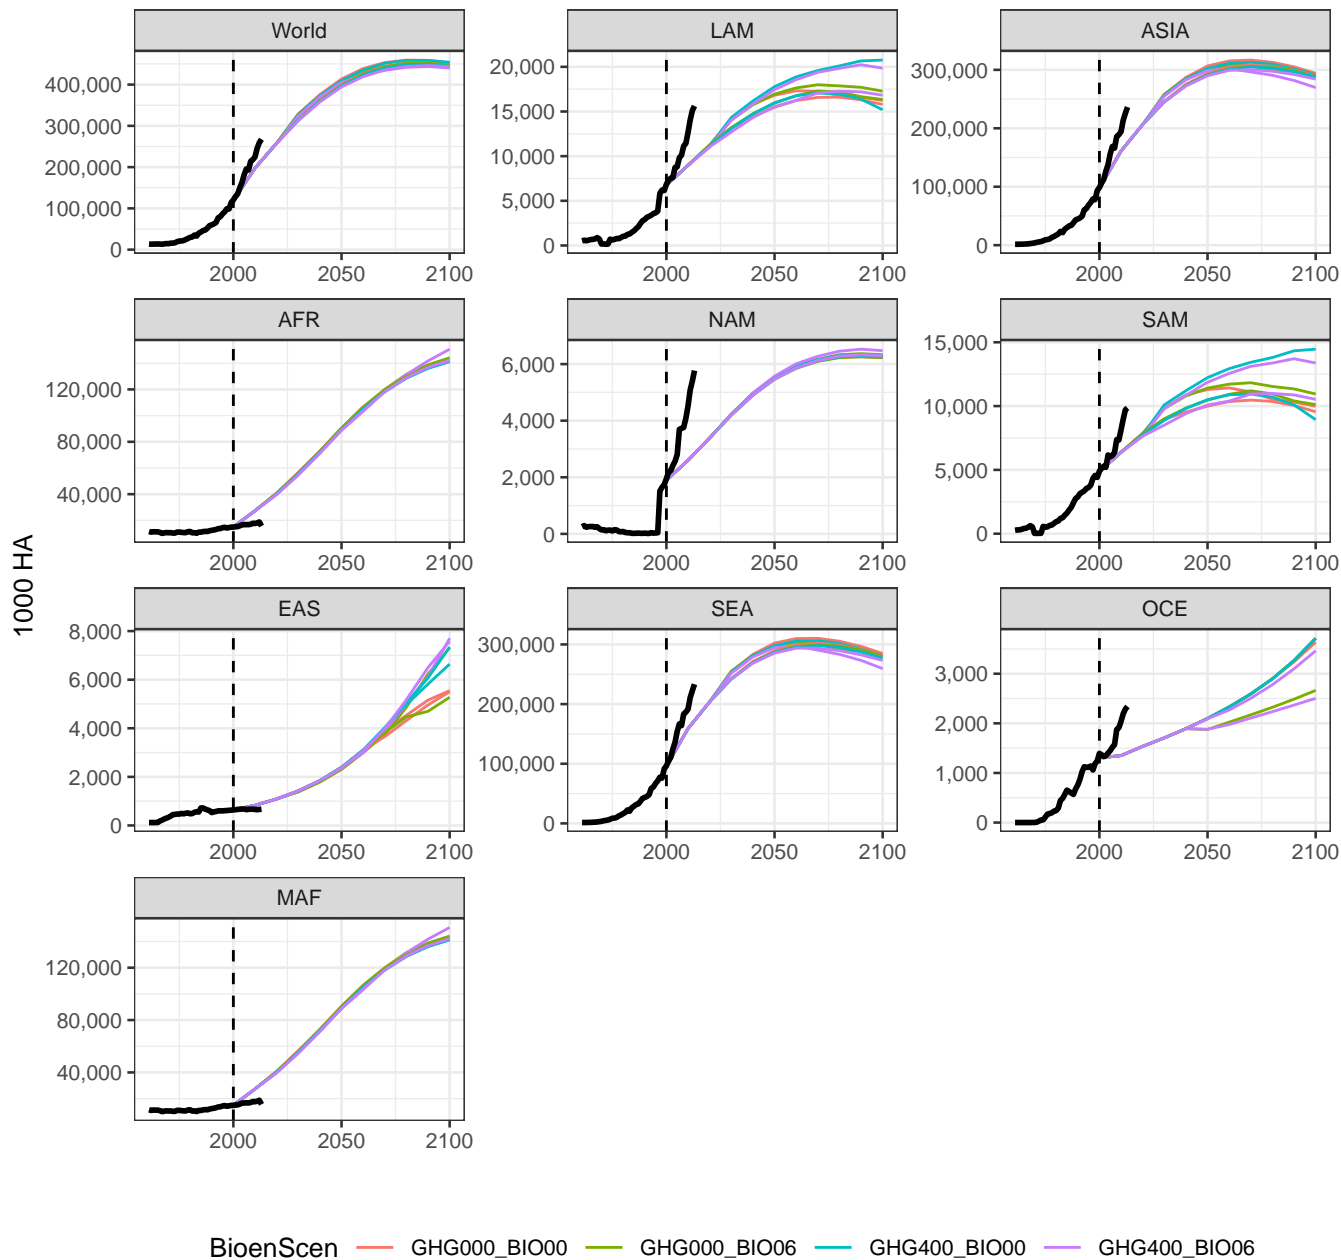 World
LAM
ASIA
400,000
300,000
200,000
100,000
0
20,000
15,000
10,000
5,000
0
300,000
200,000
100,000
0
2000 2050 2100
2000 2050 2100
2000 2050 2100
AFR
NAM
SAM
120,000
80,000
40,000
6,000
4,000
2,000
0
15,000
10,000
5,000
0
2000 2050 2100
2000 2050 2100
2000 2050 2100
1000 HA
EAS
SEA
OCE
8,000
6,000
4,000
2,000
0
300,000
200,000
100,000
0
3,000
2,000
1,000
0
2000 2050 2100
2000 2050 2100
2000 2050 2100
MAF
120,000
80,000
40,000
2000 2050 2100
BioenScen GHG000_BIO00 GHG000_BIO06 GHG400_BIO00 GHG400_BIO06